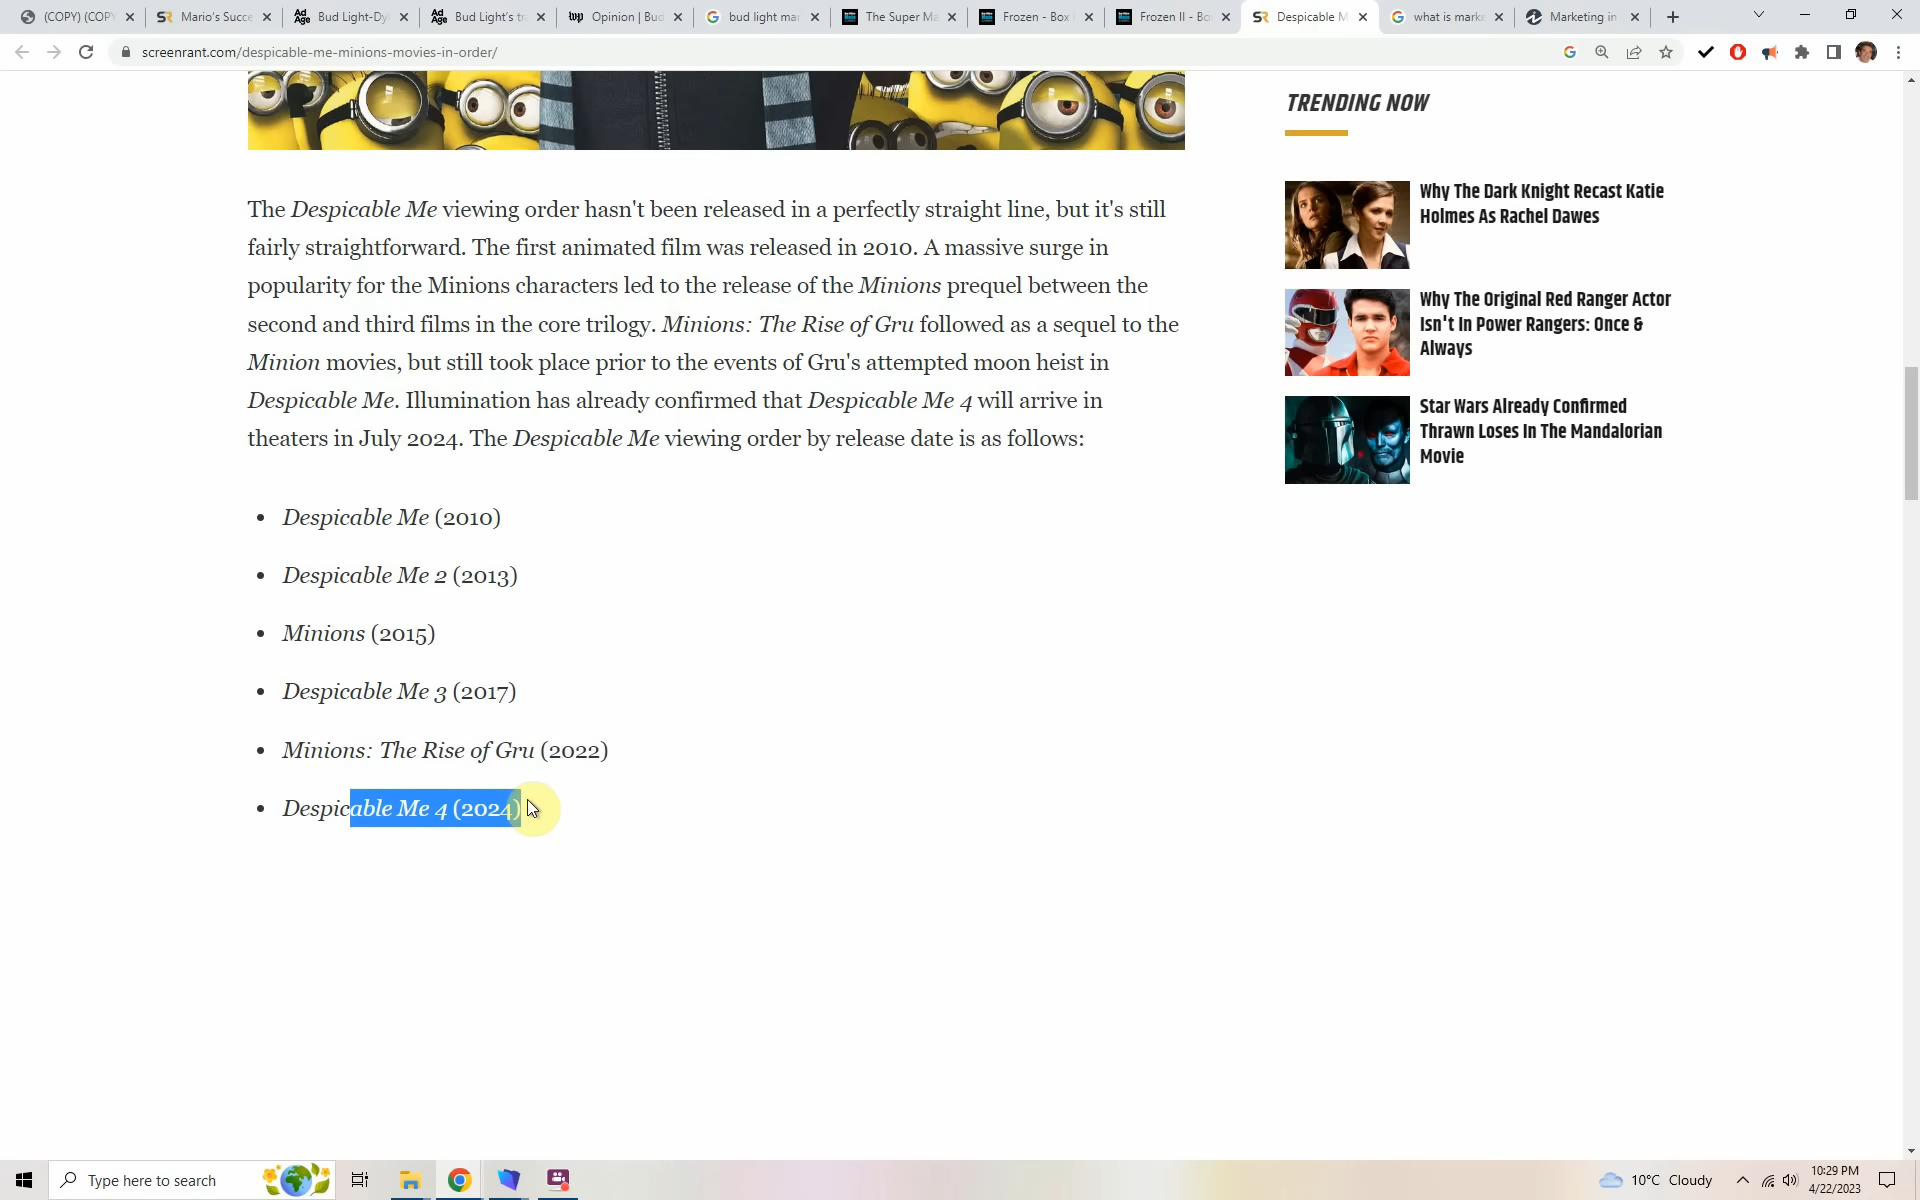 (COPY) (COP
Mario's Succe
Bud Light-Dy
Bud Light's tr
Opinion | Bud
bud light mar
The Super Ma
Frozen - Box
Frozen II - Bo
Despicable M
what is marke
Marketing in
screenrant.com/despicable-me-minions-movies-in-order/
The Despicable Me viewing order hasn't been released in a perfectly straight line, but it's still
fairly straightforward. The first animated film was released in 2010. A massive surge in
popularity for the Minions characters led to the release of the Minions prequel between the
second and third films in the core trilogy. Minions: The Rise of Gru followed as a sequel to the
Minion movies, but still took place prior to the events of Gru's attempted moon heist in
Despicable Me. Illumination has already confirmed that Despicable Me 4 will arrive in
theaters in July 2024. The Despicable Me viewing order by release date is as follows:
• Despicable Me (2010)
• Despicable Me 2 (2013)
• Minions (2015)
• Despicable Me 3 (2017)
• Minions: The Rise of Gru (2022)
• Despicable Me 4 (2024)
TRENDING NOW
Why The Dark Knight Recast Katie
Holmes As Rachel Dawes
Why The Original Red Ranger Actor
Isn't In Power Rangers: Once &
Always
Star Wars Already Confirmed
Thrawn Loses In The Mandalorian
Movie
Type here to search
10°C Cloudy
10:29 PM
4/22/2023